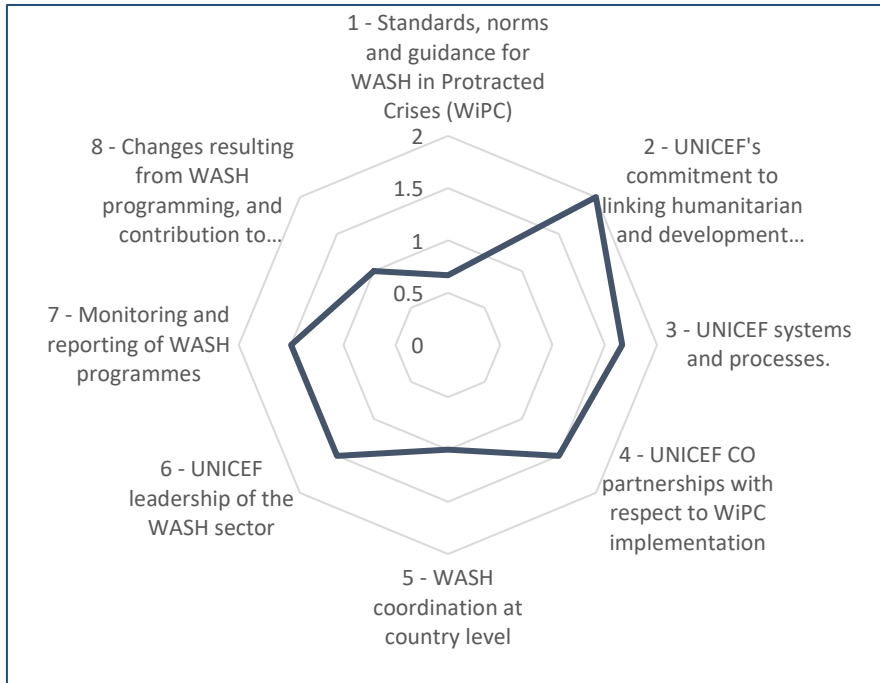 1 - Standards, norms
and guidance for
WASH in Protracted
Crises (WiPC)
2
1.5
1
0.5
0
2 - UNICEF's
commitment to
linking humanitarian
and development…
3 - UNICEF systems
and processes.
4 - UNICEF CO
partnerships with
respect to WiPC
implementation
5 - WASH
coordination at
country level
6 - UNICEF
leadership of the
WASH sector
7 - Monitoring and
reporting of WASH
programmes
8 - Changes resulting
from WASH
programming, and
contribution to…